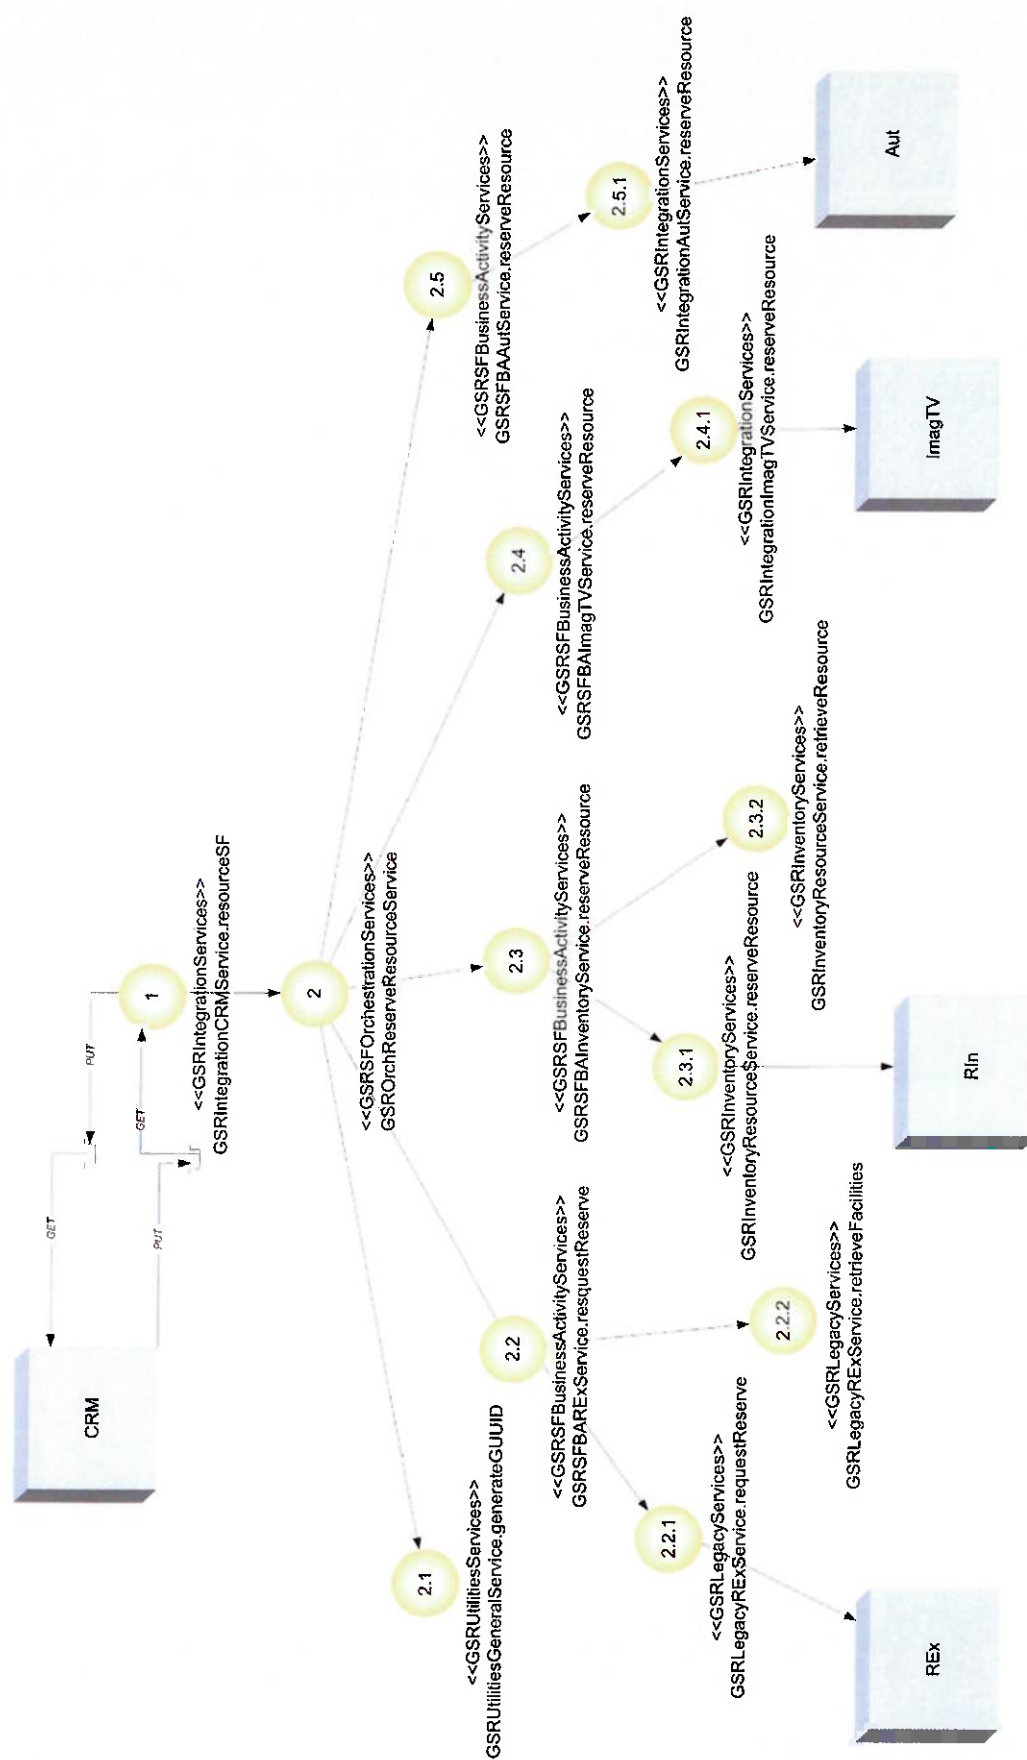 CRM
GET
PUT
PUT
GET
1
<<GSRIntegrationServices>>
GSRIntegrationCRMService.resourceSF
2
<<GSRSFOrchestrationServices>>
GSROrchReserveResourceService
2.1
<<GSRUtilitiesServices>>
GSRUtilitiesGeneralService.generateGUUID
2.2
<<GSRSFBusinessActivityServices>>
GSRSFBARExService.resquestReserve
2.3
<<GSRSFBusinessActivityServices>>
GSRSFBAInventoryService.reserveResource
2.4
<<GSRSFBusinessActivityServices>>
GSRSFBAImagTVService.reserveResource
2.5
<<GSRSFBusinessActivityServices>>
GSRSFBAAutService.reserveResource
2.2.1
<<GSRLegacyServices>>
GSRLegacyRExService.requestReserve
2.2.2
<<GSRLegacyServices>>
GSRLegacyRExService.retrieveFacilities
2.3.1
<<GSRInventoryServices>>
GSRInventoryResourceService.reserveResource
2.3.2
<<GSRInventoryServices>>
GSRInventoryResourceService.retrieveResource
2.4.1
<<GSRIntegrationServices>>
GSRIntegrationImagTVService.reserveResource
2.5.1
<<GSRIntegrationServices>>
GSRIntegrationAutService.reserveResource
REx
RIn
ImagTV
Aut